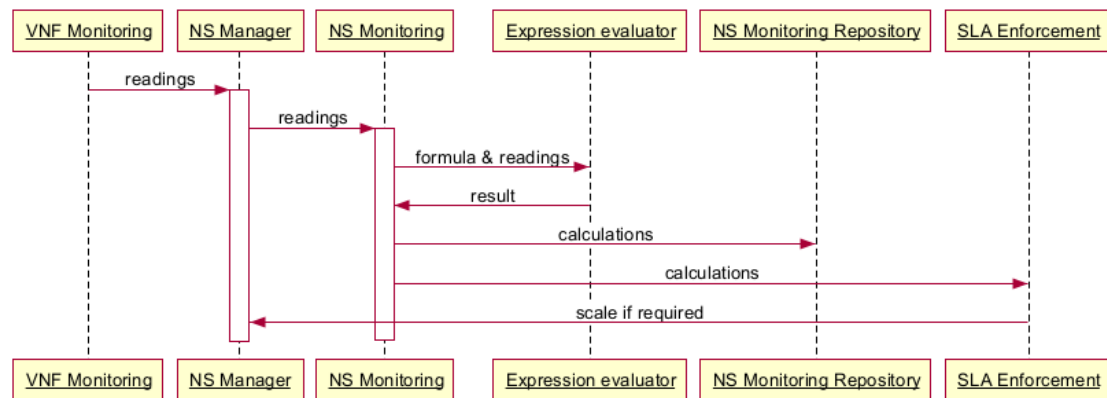 VNF Monitoring
NS Manager
NS Monitoring
Expression evaluator
NS Monitoring Repository
SLA Enforcement
readings
readings
formula & readings
result
calculations
calculations
scale if required
VNF Monitoring
NS Manager
NS Monitoring
Expression evaluator
NS Monitoring Repository
SLA Enforcement